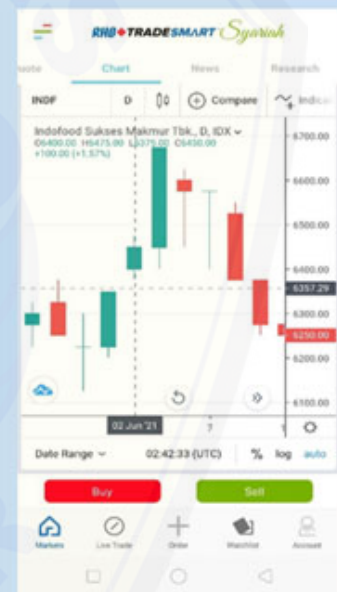 RHB TRADESMART Syariah
uote Chart News Research
INDF D Compare Indica
Indofood Sukses Makmur Tbk., D, IDX
O6400.00 H6475.00 L6375.00 C6450.00
+100.00 (+1.57%)
6700.00
6600.00
6500.00
6400.00
6357.29
6300.00
6250.00
6200.00
6100.00
02 Jun '21 7 1
Date Range 02:42:33 (UTC) % log auto
Buy Sell
Markets Live Trade Order Watchlist Account